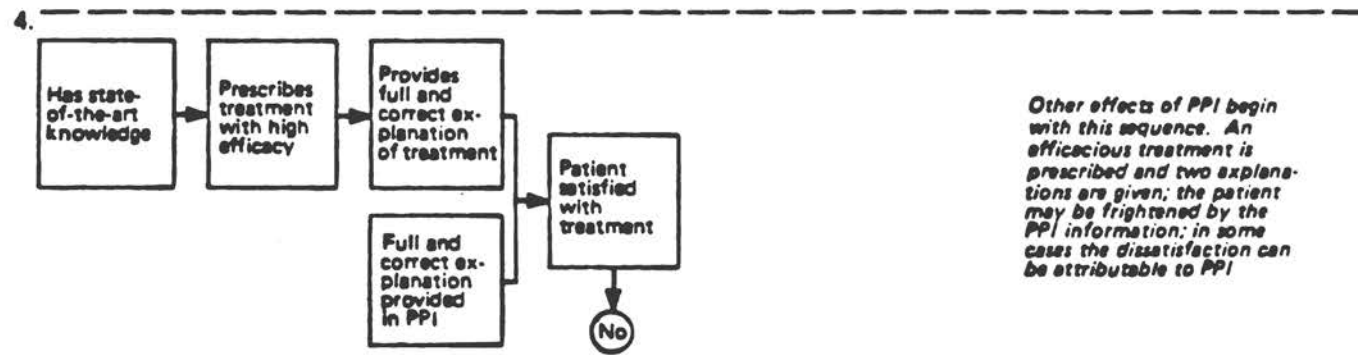 4.
Has state-
of-the-art
knowledge
Prescribes
treatment
with high
efficacy
Provides
full and
correct ex-
planation
of treatment
Full and
correct ex-
planation
provided
in PPI
Patient
satisfied
with
treatment
No
Other effects of PPI begin
with this sequence. An
efficacious treatment is
prescribed and two explana-
tions are given; the patient
may be frightened by the
PPI information; in some
cases the dissatisfaction can
be attributable to PPI